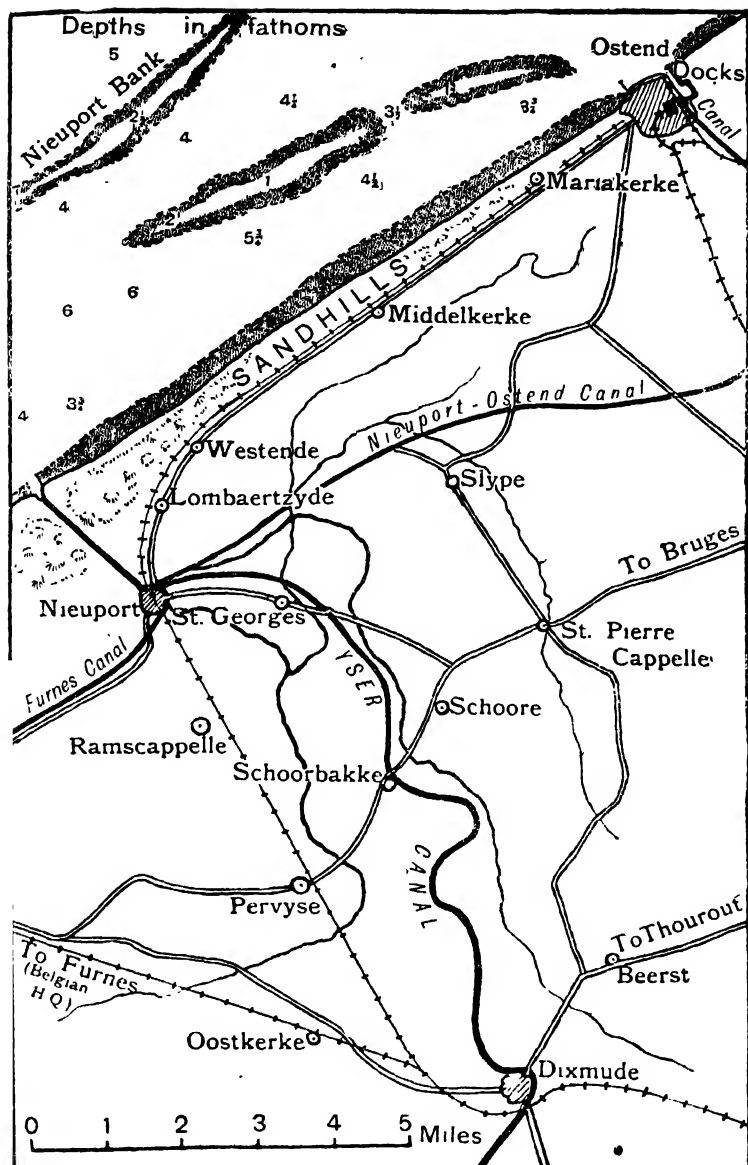 Depths in fathoms
Ostend
Docks
Canal
5
Nieuport Bank
2½
4¼
3½
4
1
4½
2
5¾
4
Mariakerke
6
6
SANDHILLS
Middelkerke
4
3¾
Nieuport-Ostend Canal
Westende
Slype
Lombaertzyde
To Bruges
Nieuport
St. Georges
St. Pierre
Cappelle
Furnes Canal
YSER
Schoore
Ramscappelle
Schoorbakke
CANAL
Pervyse
To Thourout
Beerst
To Furnes
(Belgian
HQ)
Oostkerke
Dixmude
0 1 2 3 4 5 Miles